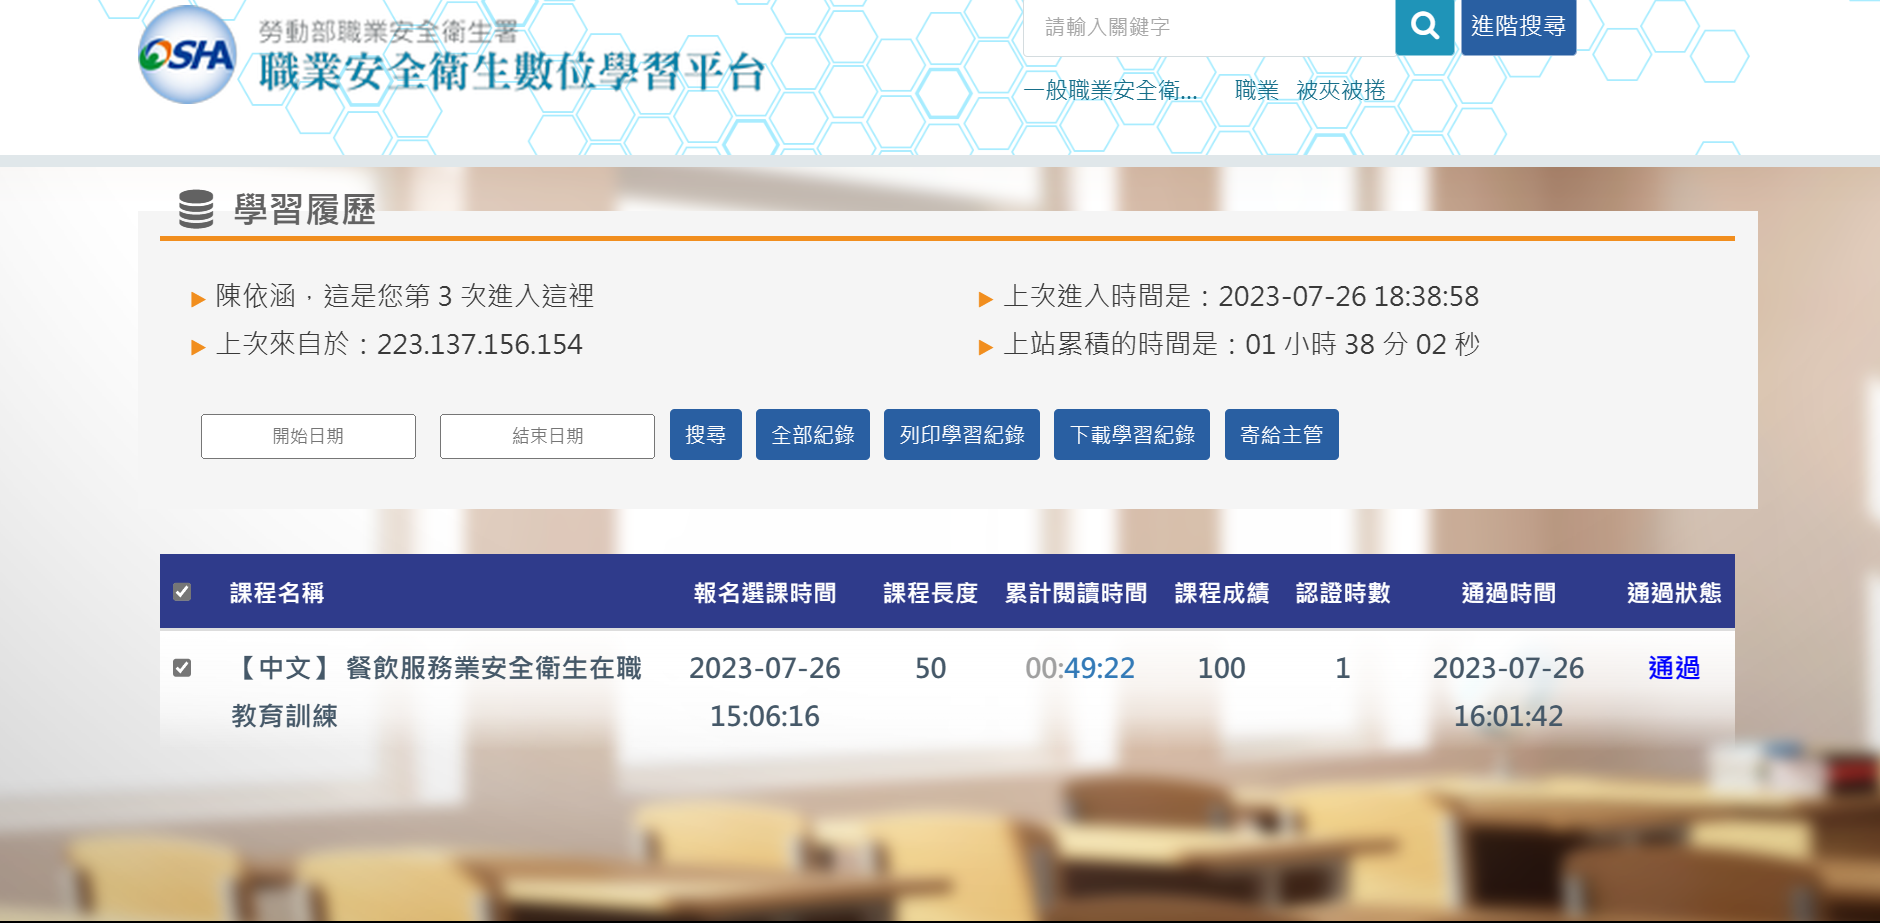 OSHA
勞動部職業安全衛生署
職業安全衛生數位學習平台
請輸入關鍵字
進階搜尋
一般職業安全衛... 職業 被夾被捲
學習履歷
陳依涵，這是您第 3 次進入這裡
上次進入時間是：2023-07-26 18:38:58
上次來自於：223.137.156.154
上站累積的時間是：01 小時 38 分 02 秒
開始日期 結束日期 搜尋 全部紀錄 列印學習紀錄 下載學習紀錄 寄給主管
課程名稱 報名選課時間 課程長度 累計閱讀時間 課程成績 認證時數 通過時間 通過狀態
【中文】餐飲服務業安全衛生在職 2023-07-26 50 00:49:22 100 1 2023-07-26 通過
教育訓練 15:06:16 16:01:42